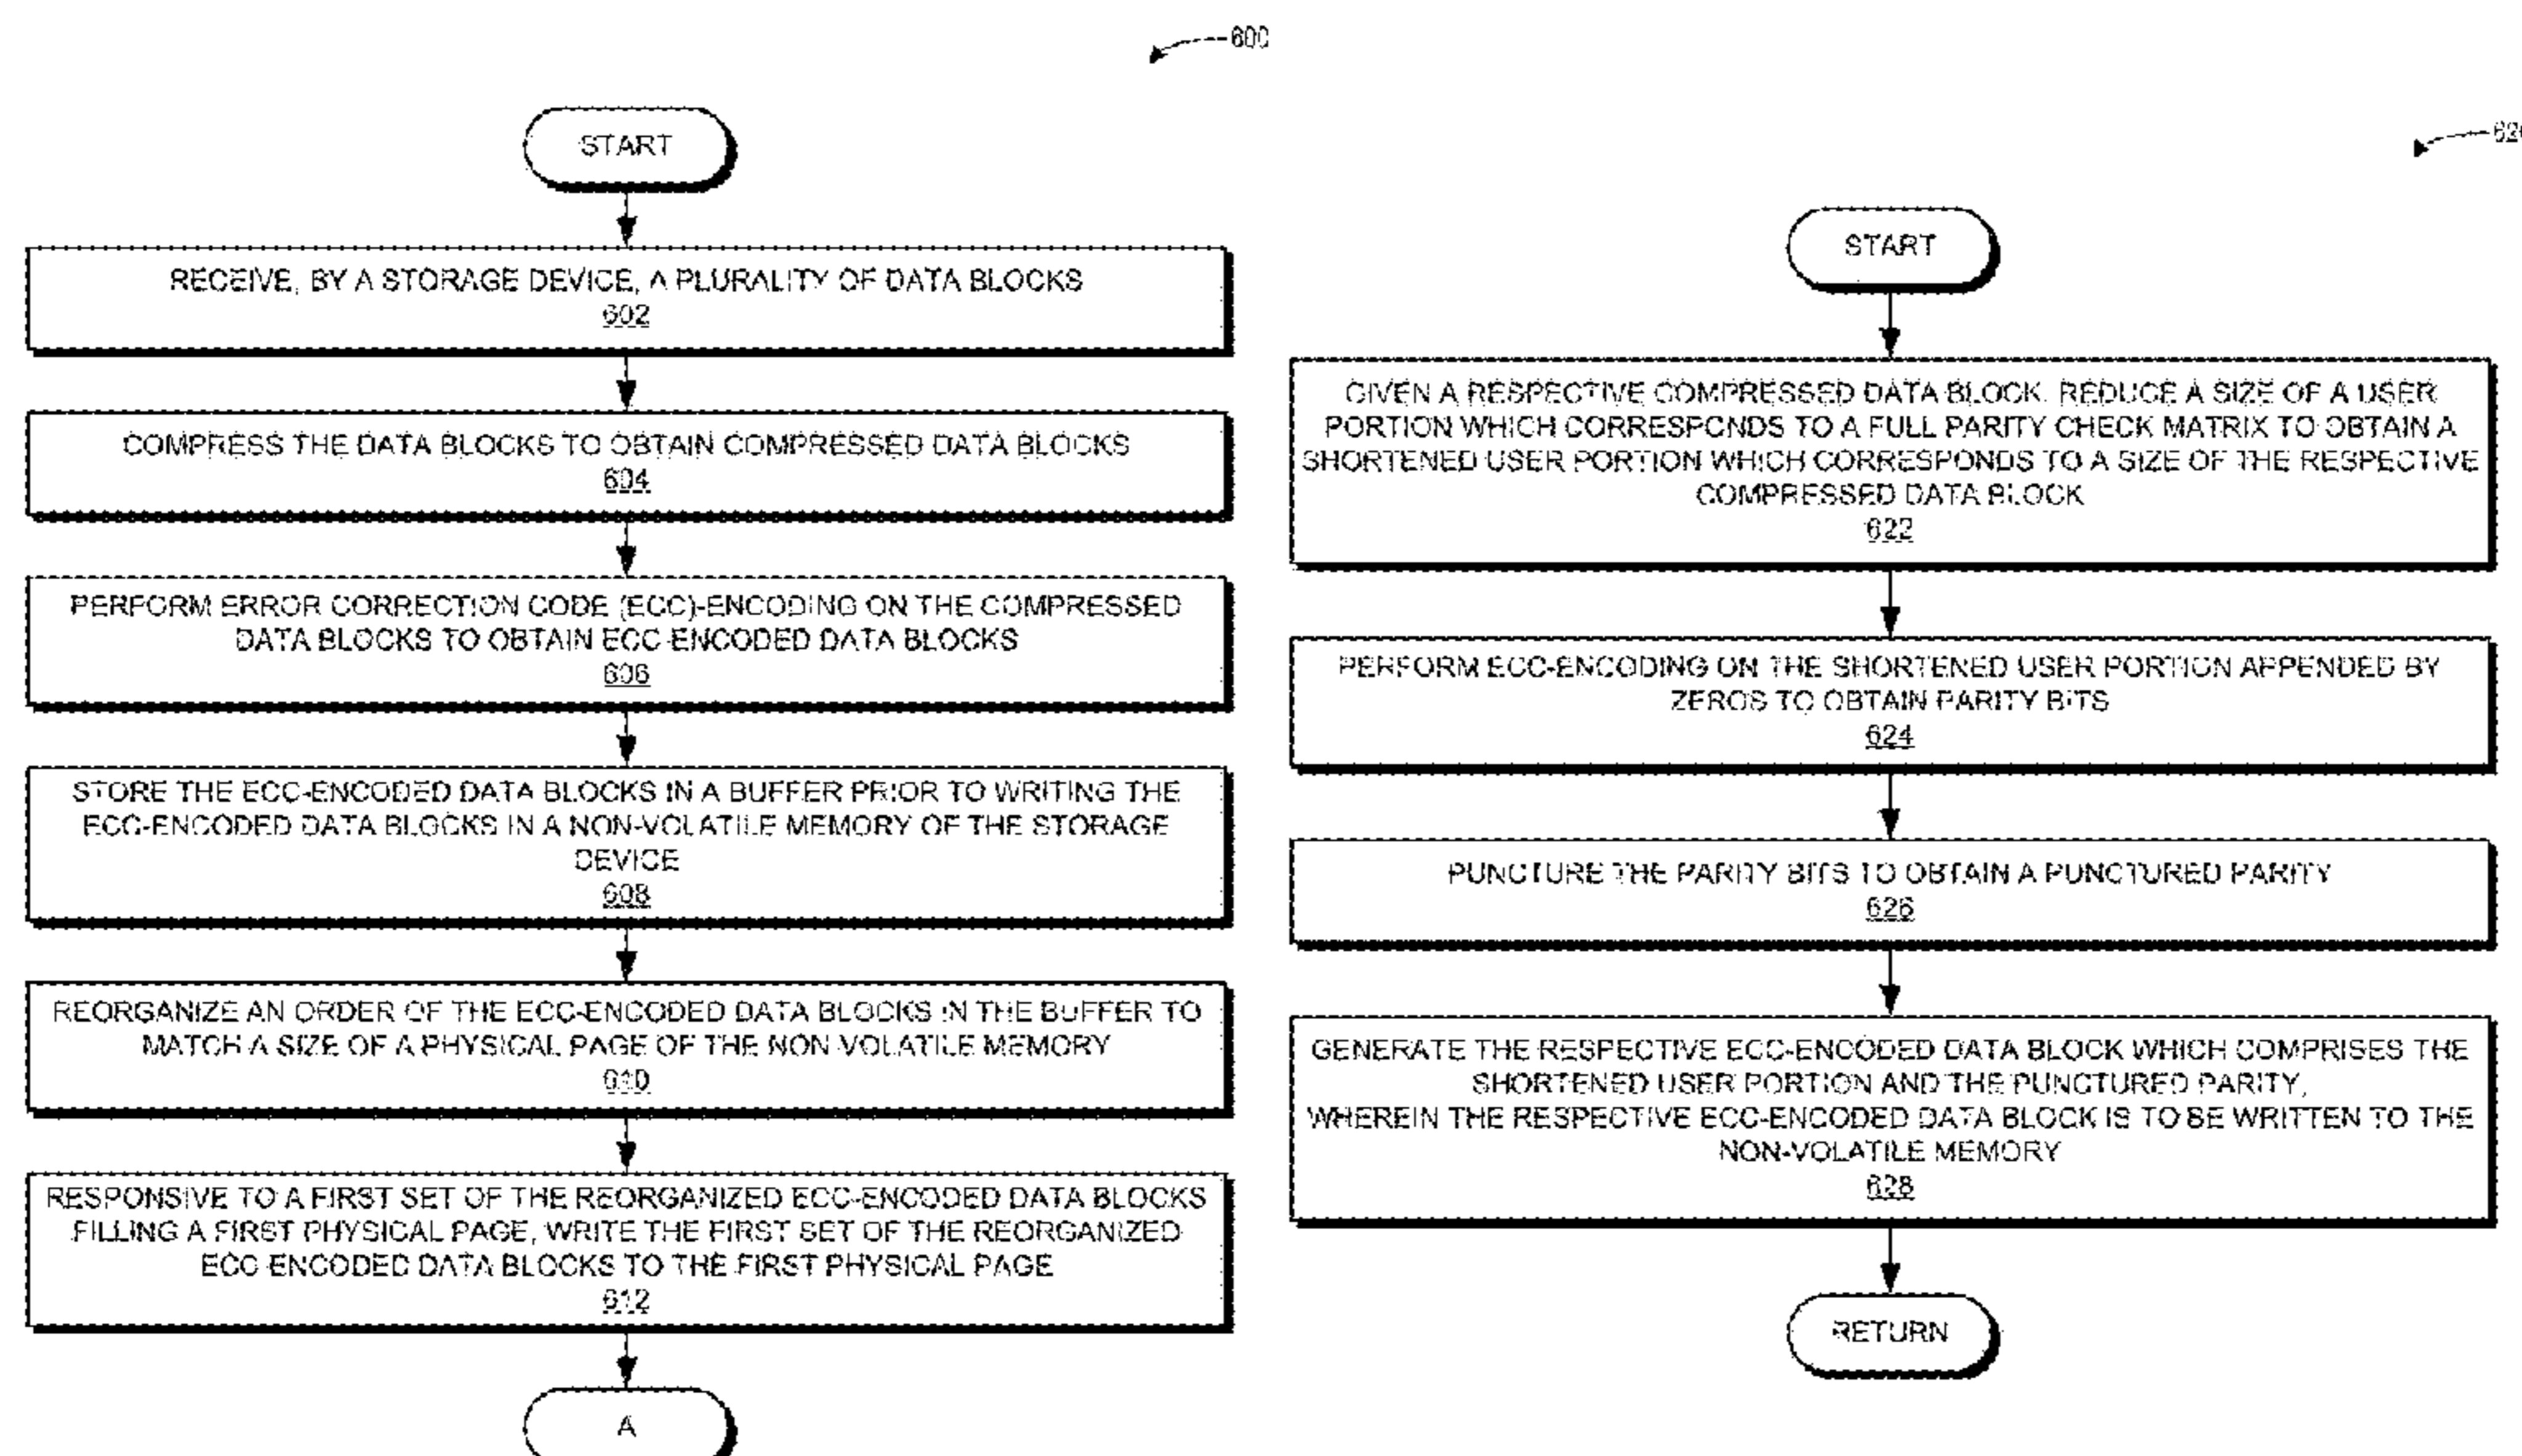 600
START
RECEIVE, BY A STORAGE DEVICE, A PLURALITY OF DATA BLOCKS
602
COMPRESS THE DATA BLOCKS TO OBTAIN COMPRESSED DATA BLOCKS
604
PERFORM ERROR CORRECTION CODE (ECC)-ENCODING ON THE COMPRESSED
DATA BLOCKS TO OBTAIN ECC-ENCODED DATA BLOCKS
606
STORE THE ECC-ENCODED DATA BLOCKS IN A BUFFER PRIOR TO WRITING THE
ECC-ENCODED DATA BLOCKS IN A NON-VOLATILE MEMORY OF THE STORAGE
DEVICE
608
REORGANIZE AN ORDER OF THE ECC-ENCODED DATA BLOCKS IN THE BUFFER TO
MATCH A SIZE OF A PHYSICAL PAGE OF THE NON-VOLATILE MEMORY
610
RESPONSIVE TO A FIRST SET OF THE REORGANIZED ECC-ENCODED DATA BLOCKS
FILLING A FIRST PHYSICAL PAGE, WRITE THE FIRST SET OF THE REORGANIZED
ECC-ENCODED DATA BLOCKS TO THE FIRST PHYSICAL PAGE
612
A
START
GIVEN A RESPECTIVE COMPRESSED DATA BLOCK, REDUCE A SIZE OF A USER
PORTION WHICH CORRESPONDS TO A FULL PARITY CHECK MATRIX TO OBTAIN A
SHORTENED USER PORTION WHICH CORRESPONDS TO A SIZE OF THE RESPECTIVE
COMPRESSED DATA BLOCK
622
PERFORM ECC-ENCODING ON THE SHORTENED USER PORTION APPENDED BY
ZEROS TO OBTAIN PARITY BITS
624
PUNCTURE THE PARITY BITS TO OBTAIN A PUNCTURED PARITY
626
GENERATE THE RESPECTIVE ECC-ENCODED DATA BLOCK WHICH COMPRISES THE
SHORTENED USER PORTION AND THE PUNCTURED PARITY,
WHEREIN THE RESPECTIVE ECC-ENCODED DATA BLOCK IS TO BE WRITTEN TO THE
NON-VOLATILE MEMORY
628
RETURN